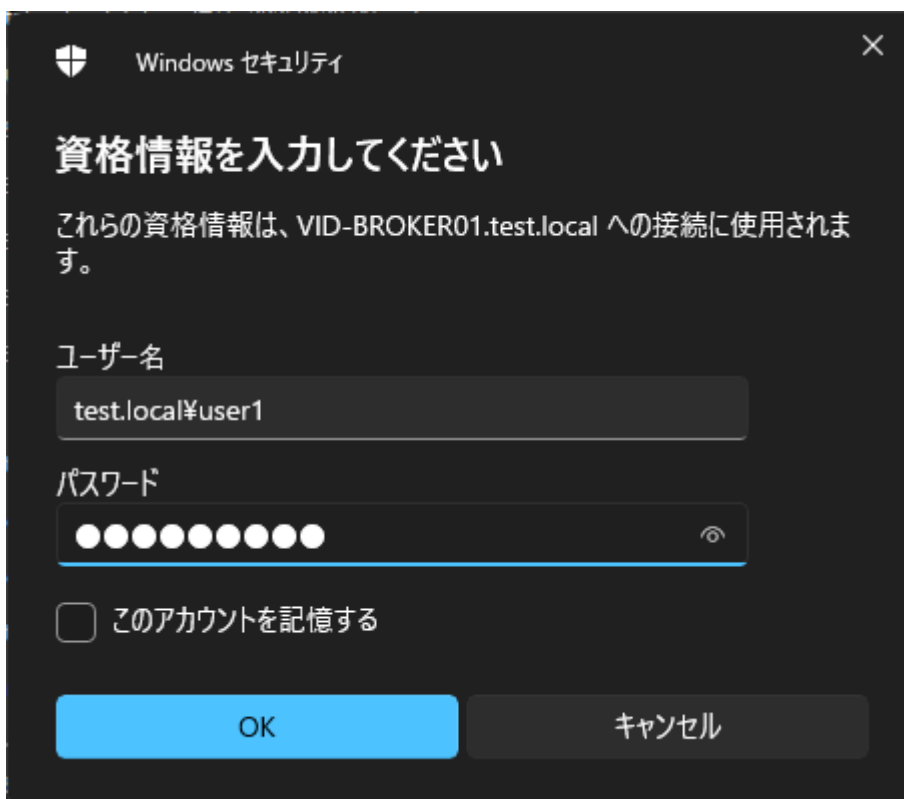 Windows セキュリティ
資格情報を入力してください
これらの資格情報は、VID-BROKER01.test.local への接続に使用されま
す。
ユーザー名
test.local¥user1
パスワード
●●●●●●●●●
このアカウントを記憶する
OK
キャンセル